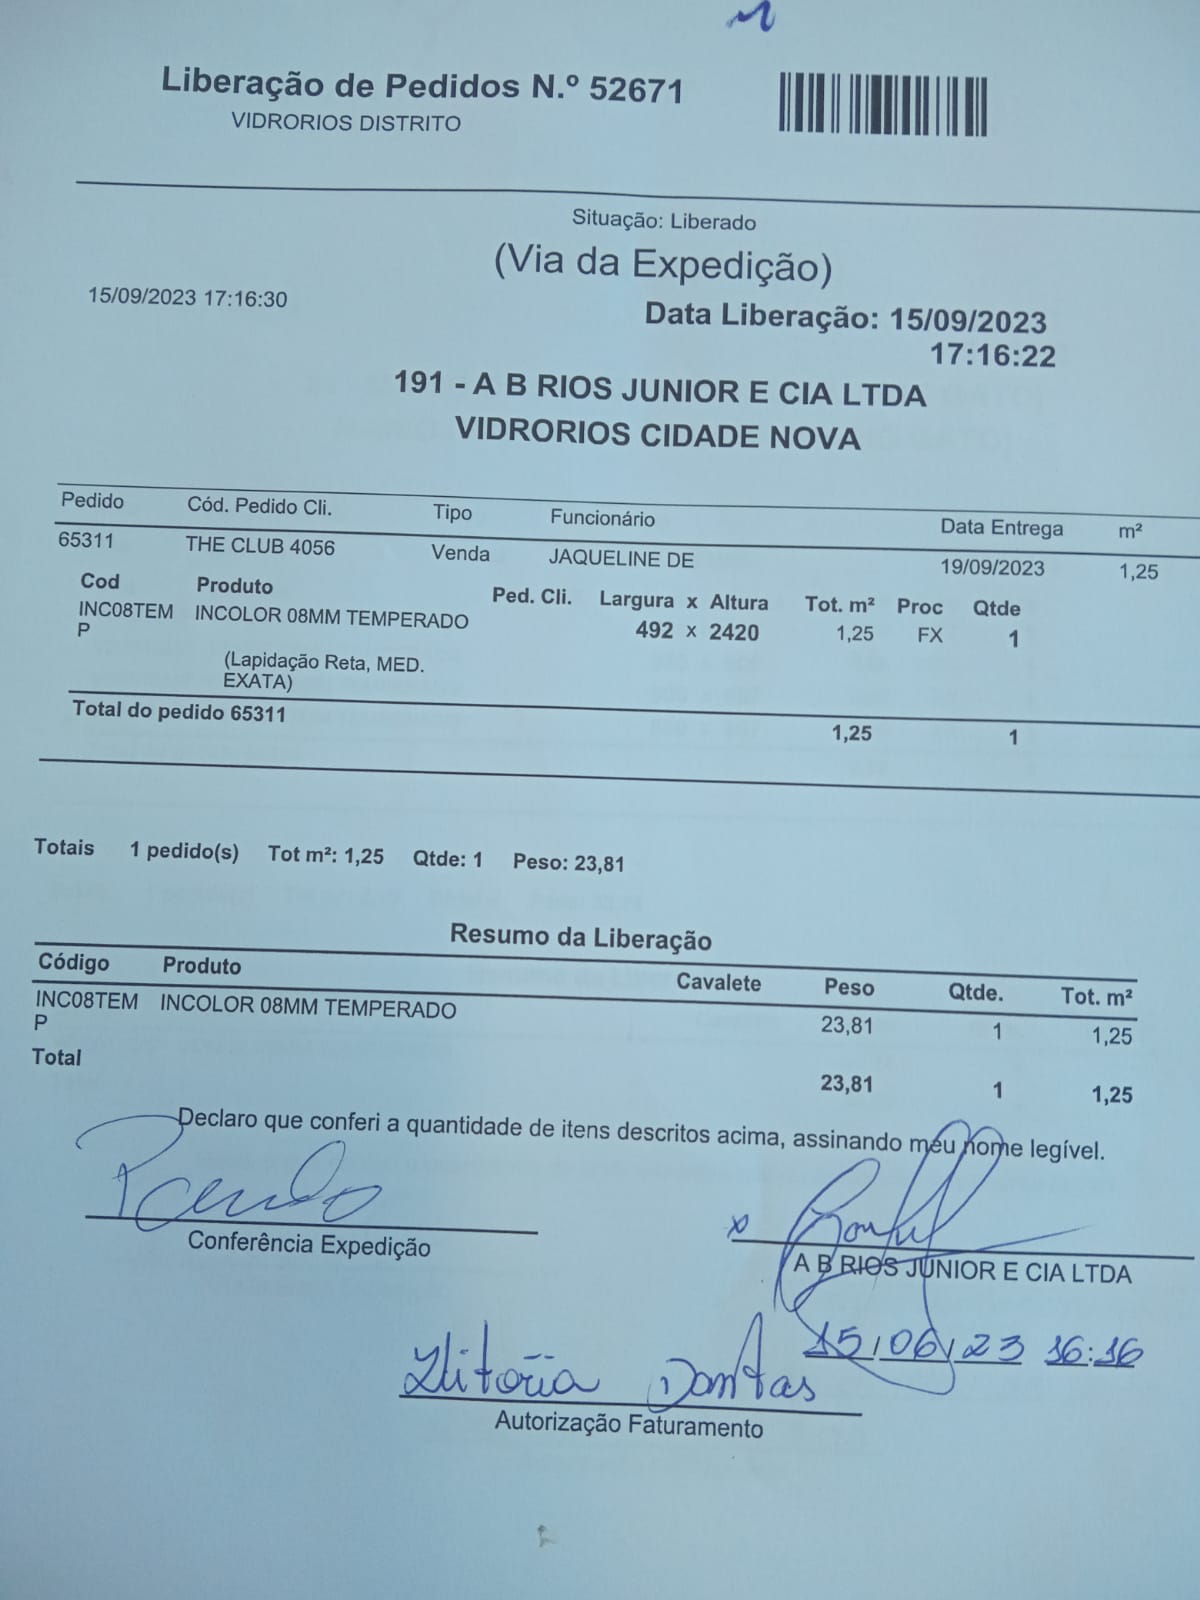 Liberação de Pedidos N.º 52671
VIDRORIOS DISTRITO
Situação: Liberado
(Via da Expedição)
15/09/2023 17:16:30
Data Liberação: 15/09/2023
17:16:22
191 - A B RIOS JUNIOR E CIA LTDA
VIDRORIOS CIDADE NOVA
Pedido Cód. Pedido Cli. Tipo Funcionário Data Entrega m²
65311 THE CLUB 4056 Venda JAQUELINE DE 19/09/2023 1,25
Cod Produto Ped. Cli. Largura x Altura Tot. m² Proc Qtde
INC08TEM INCOLOR 08MM TEMPERADO 492 x 2420 1,25 FX 1
P
(Lapidação Reta, MED.
EXATA)
Total do pedido 65311 1,25 1
Totais 1 pedido(s) Tot m²: 1,25 Qtde: 1 Peso: 23,81
Resumo da Liberação
Código Produto Cavalete Peso Qtde. Tot. m²
INC08TEM INCOLOR 08MM TEMPERADO 23,81 1 1,25
P
Total 23,81 1 1,25
Declaro que conferi a quantidade de itens descritos acima, assinando meu nome legível.
Conferência Expedição
A B RIOS JUNIOR E CIA LTDA
15/06/23 16:16
Vitória Dantas
Autorização Faturamento